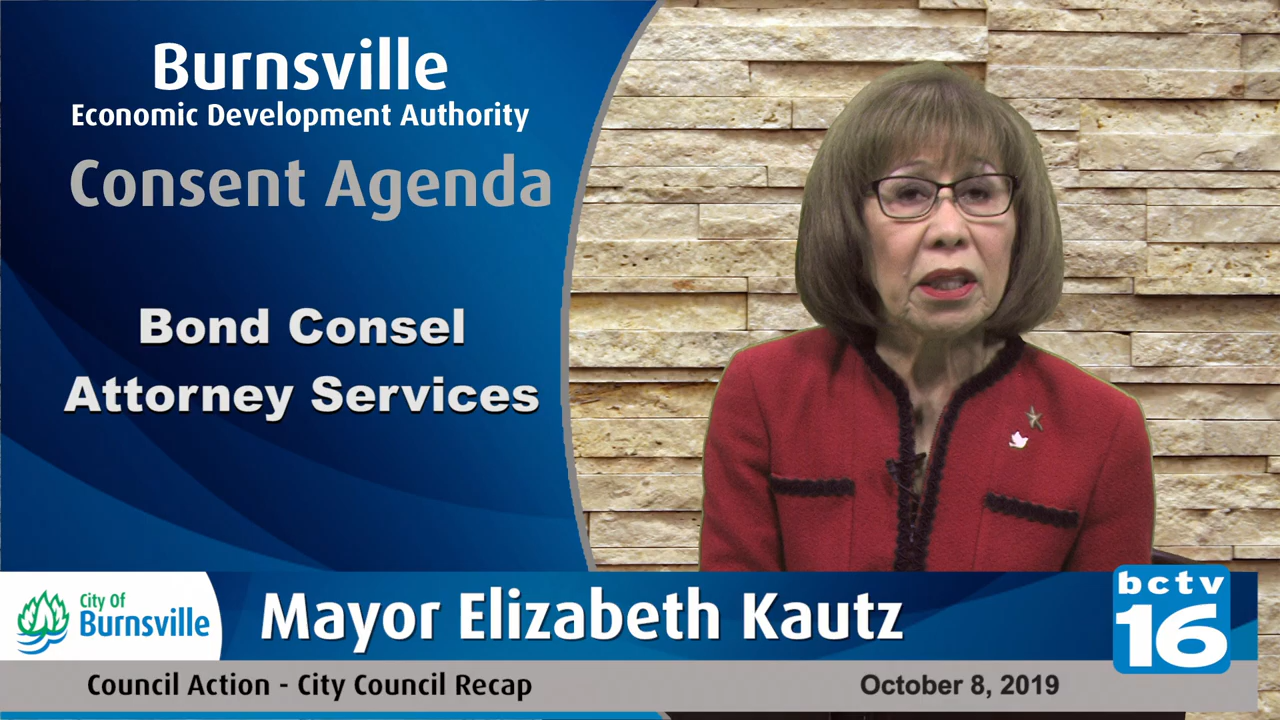 Burnsville
Economic Development Authority
Consent Agenda
Bond Consel
Attorney Services
City Of
Burnsville
Mayor Elizabeth Kautz
bctv
16
Council Action - City Council Recap
October 8, 2019